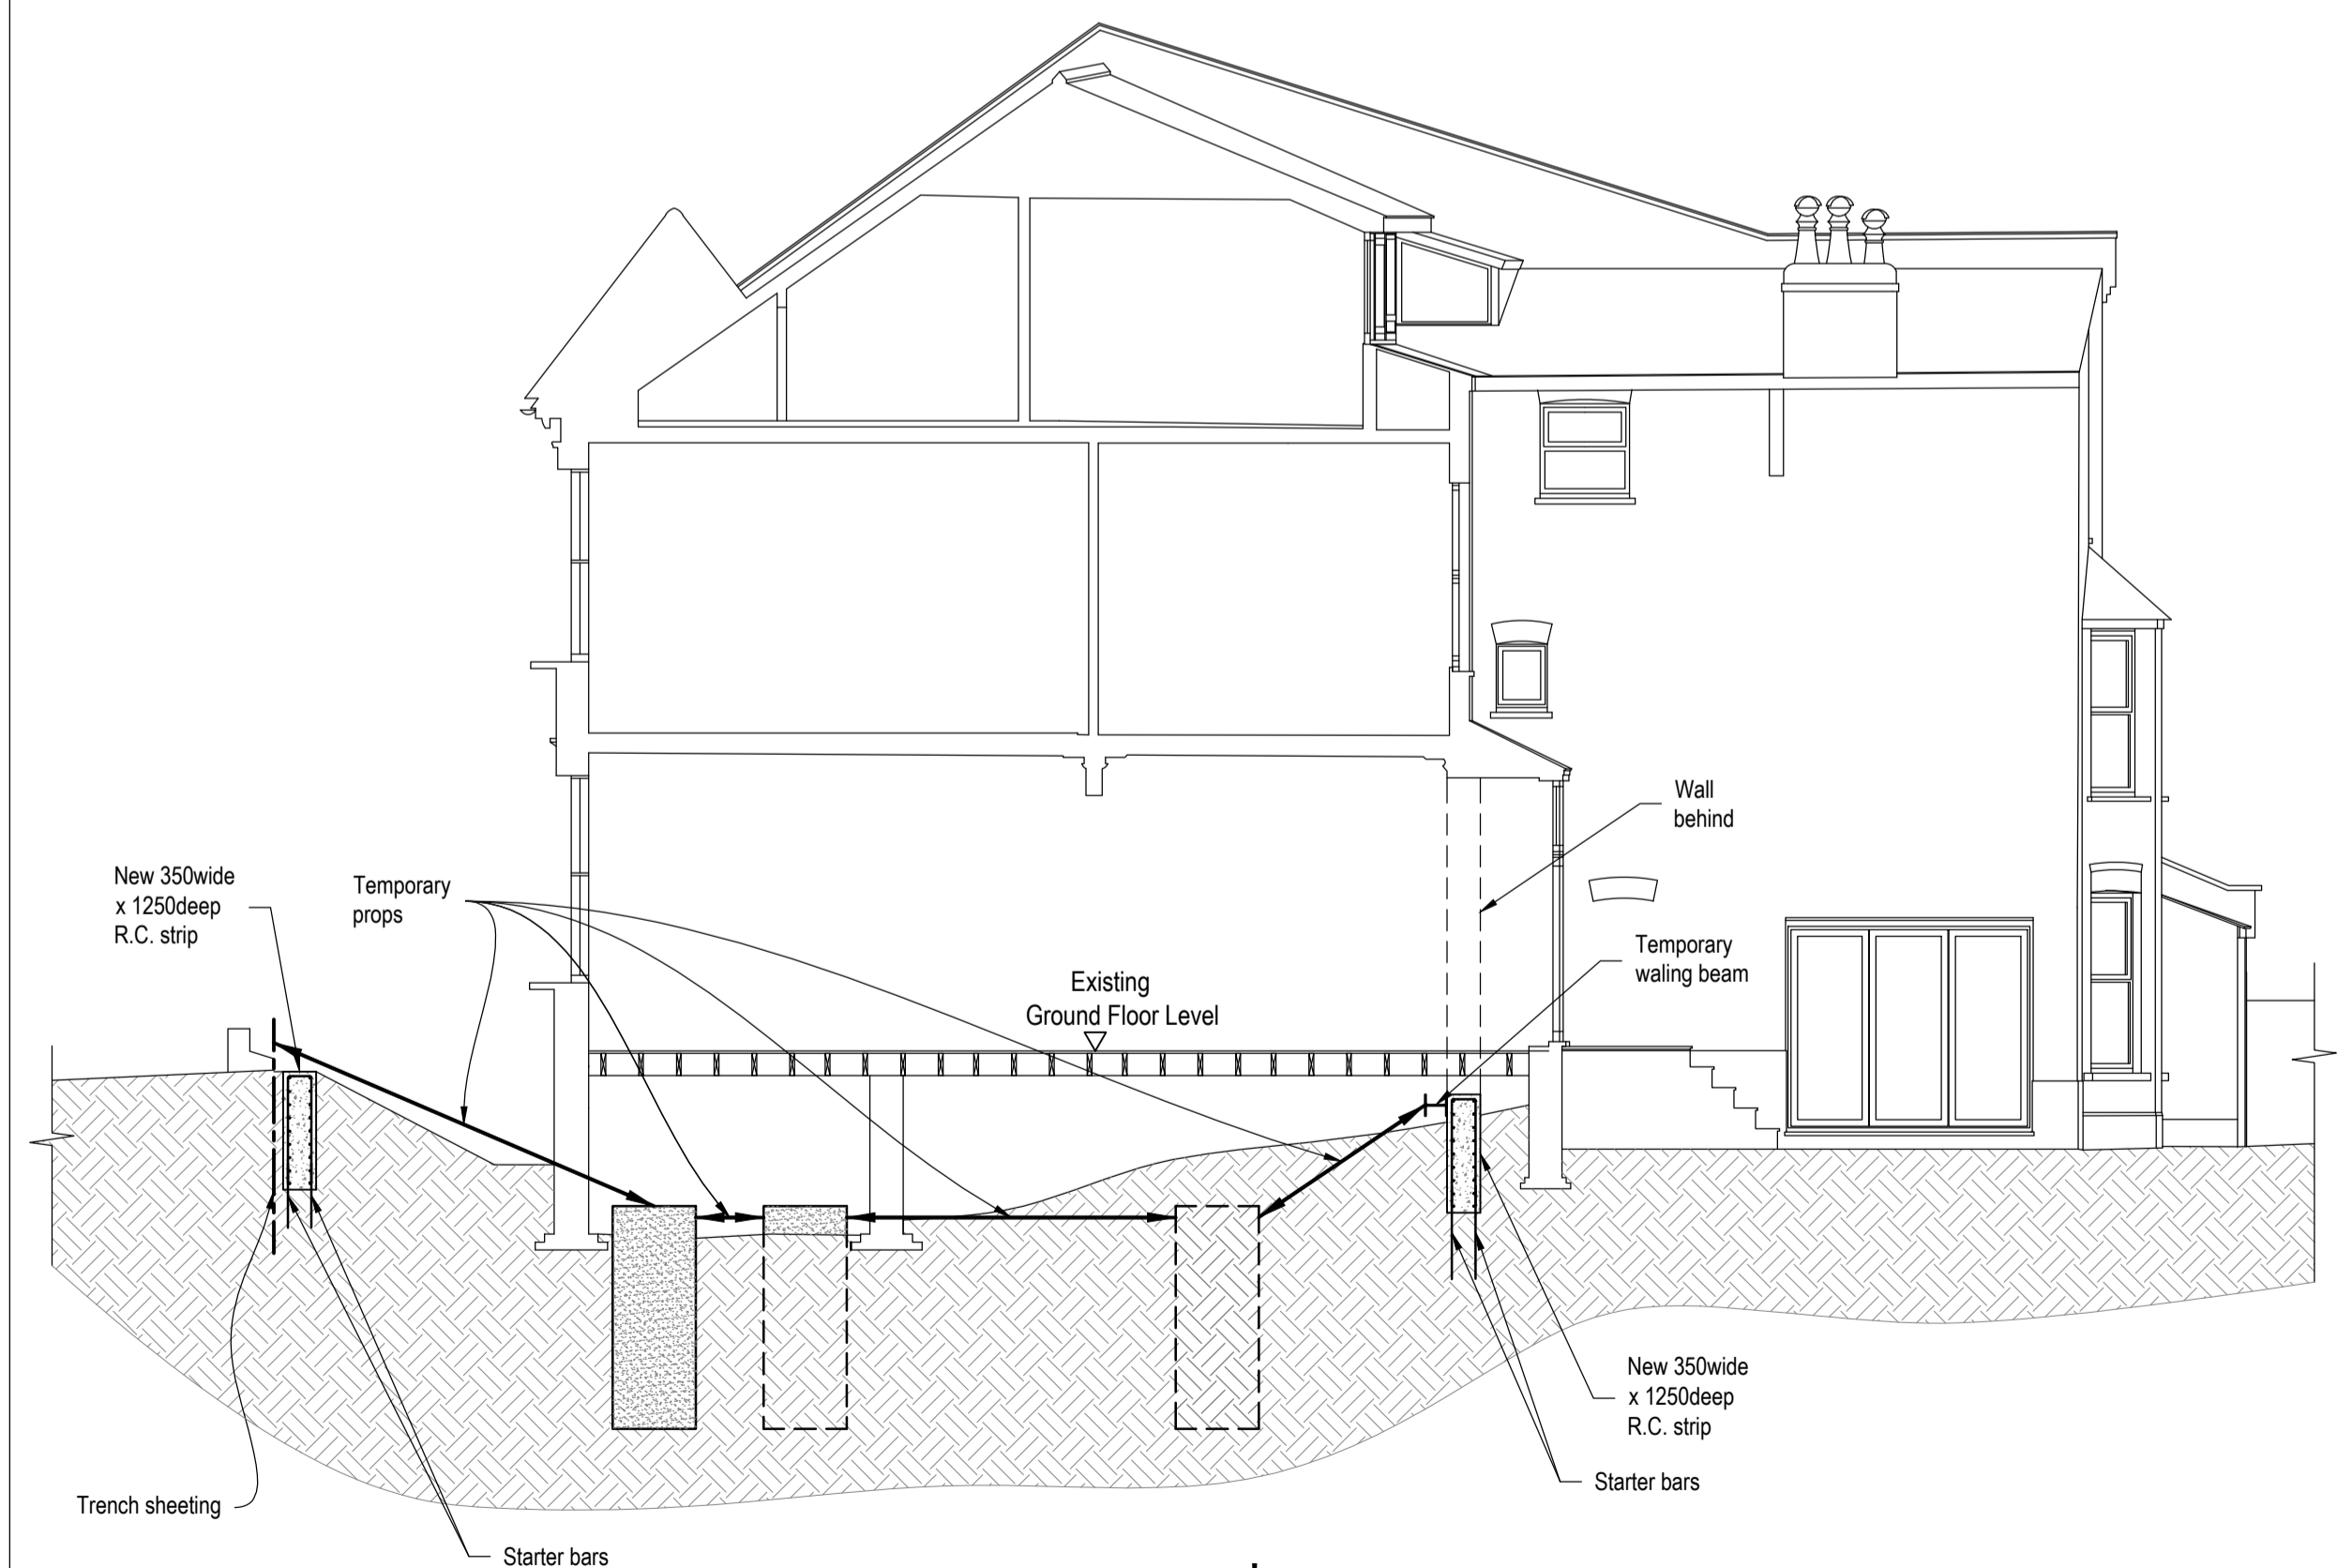 Wall
behind
New 350wide
x 1250deep
R.C. strip
Temporary
props
Temporary
waling beam
Existing
Ground Floor Level
New 350wide
x 1250deep
R.C. strip
Starter bars
Trench sheeting
Starter bars